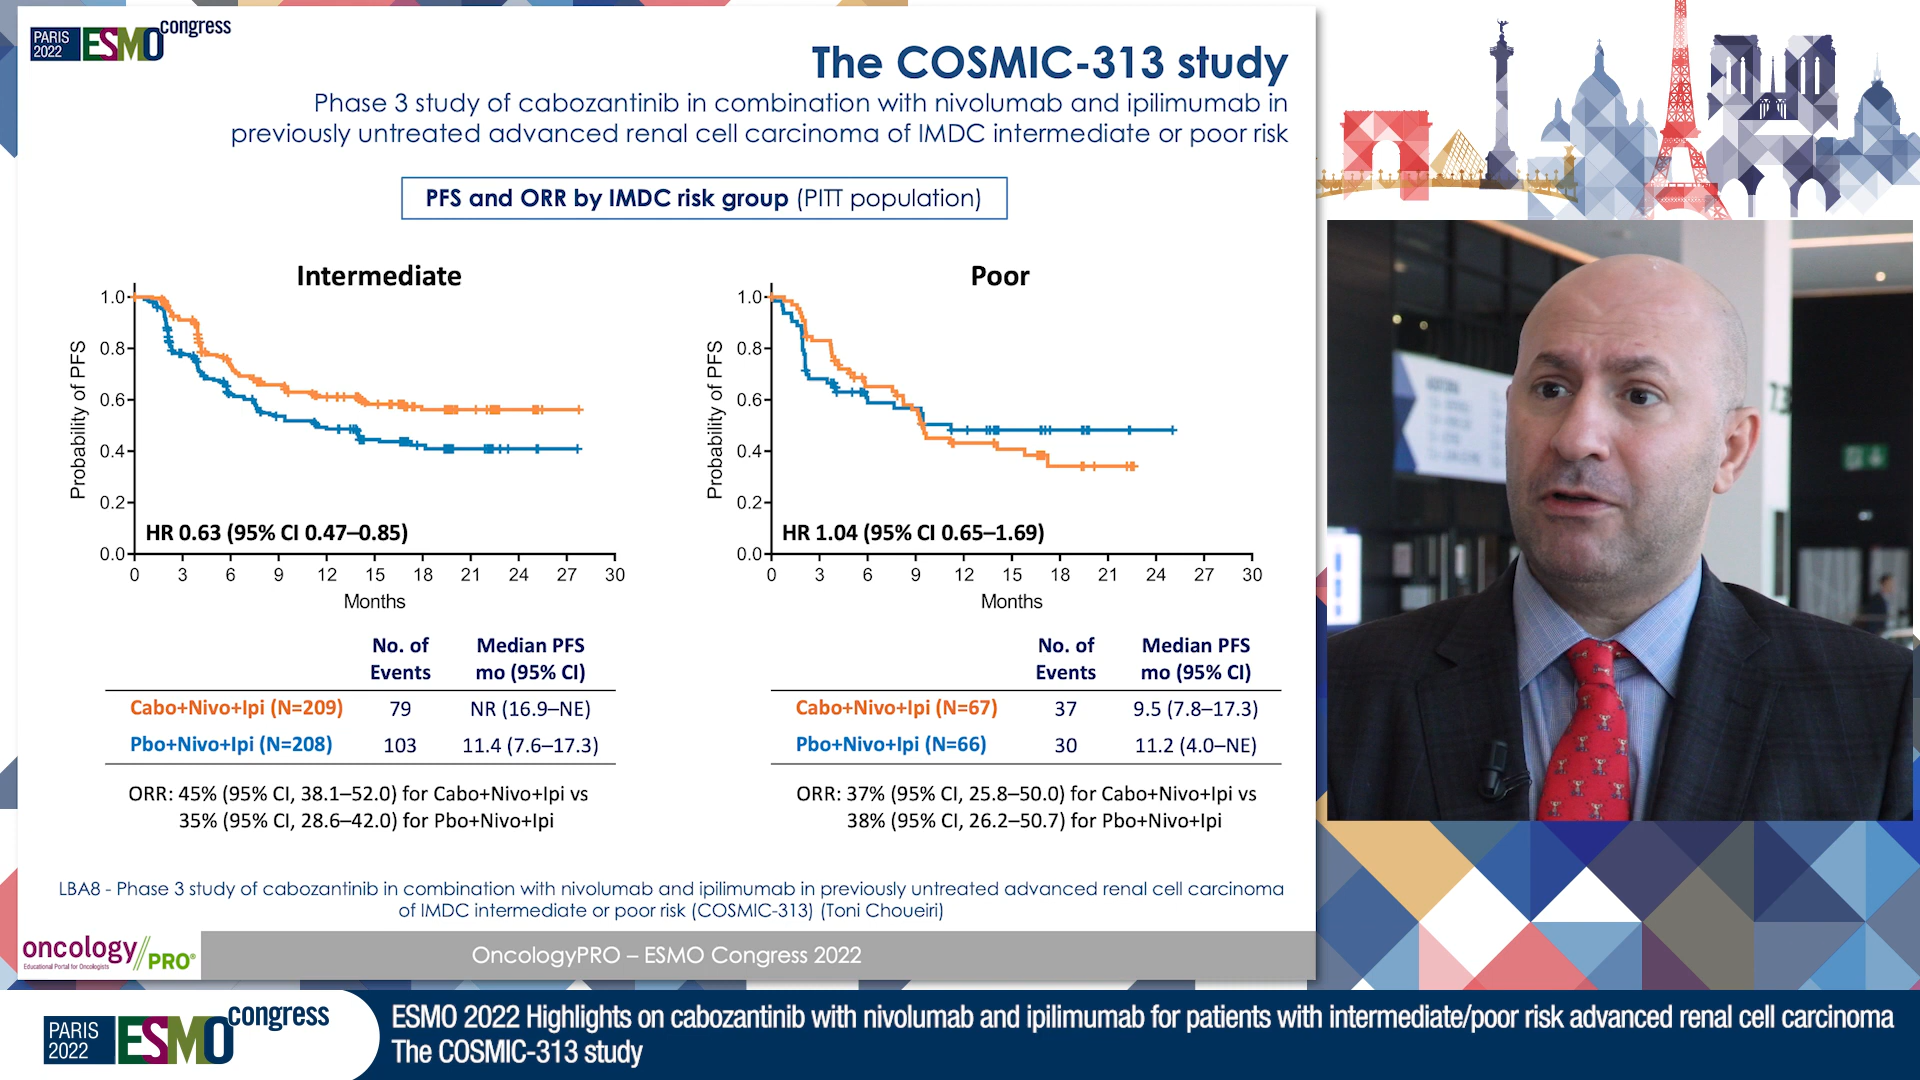 PARIS
2022
ESMO
congress
The COSMIC-313 study
Phase 3 study of cabozantinib in combination with nivolumab and ipilimumab in
previously untreated advanced renal cell carcinoma of IMDC intermediate or poor risk
PFS and ORR by IMDC risk group (PITT population)
Intermediate
Probability of PFS
1.0
0.8
0.6
0.4
0.2
0.0
HR 0.63 (95% CI 0.47–0.85)
0 3 6 9 12 15 18 21 24 27 30
Months
No. of Median PFS
Events mo (95% CI)
Cabo+Nivo+Ipi (N=209) 79 NR (16.9–NE)
Pbo+Nivo+Ipi (N=208) 103 11.4 (7.6–17.3)
ORR: 45% (95% CI, 38.1–52.0) for Cabo+Nivo+Ipi vs
35% (95% CI, 28.6–42.0) for Pbo+Nivo+Ipi
Poor
Probability of PFS
1.0
0.8
0.6
0.4
0.2
0.0
HR 1.04 (95% CI 0.65–1.69)
0 3 6 9 12 15 18 21 24 27 30
Months
No. of Median PFS
Events mo (95% CI)
Cabo+Nivo+Ipi (N=67) 37 9.5 (7.8–17.3)
Pbo+Nivo+Ipi (N=66) 30 11.2 (4.0–NE)
ORR: 37% (95% CI, 25.8–50.0) for Cabo+Nivo+Ipi vs
38% (95% CI, 26.2–50.7) for Pbo+Nivo+Ipi
LBA8 - Phase 3 study of cabozantinib in combination with nivolumab and ipilimumab in previously untreated advanced renal cell carcinoma
of IMDC intermediate or poor risk (COSMIC-313) (Toni Choueiri)
oncology//PRO®
Educational Portal for Oncologists
OncologyPRO – ESMO Congress 2022
PARIS
2022
ESMO
congress
ESMO 2022 Highlights on cabozantinib with nivolumab and ipilimumab for patients with intermediate/poor risk advanced renal cell carcinoma
The COSMIC-313 study